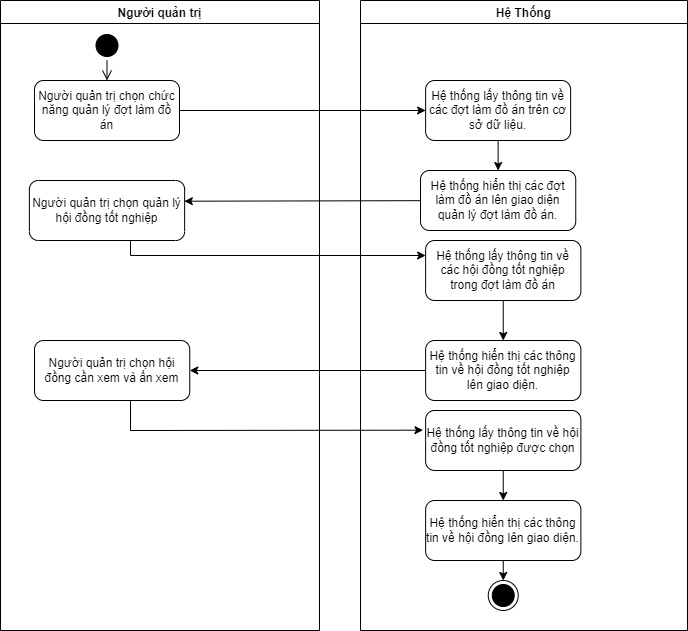 Người quản trị
Hệ Thống
Người quản trị chọn chức
năng quản lý đợt làm đồ
án
Hệ thống lấy thông tin về
các đợt làm đồ án trên cơ
sở dữ liệu.
Hệ thống hiển thị các đợt
làm đồ án lên giao diện
quản lý đợt làm đồ án.
Người quản trị chọn quản lý
hội đồng tốt nghiệp
Hệ thống lấy thông tin về
các hội đồng tốt nghiệp
trong đợt làm đồ án
Hệ thống hiển thị các thông
tin về hội đồng tốt nghiệp
lên giao diện.
Người quản trị chọn hội
đồng cần xem và ấn xem
Hệ thống lấy thông tin về hội
đồng tốt nghiệp được chọn
Hệ thống hiển thị các thông
tin về hội đồng lên giao diện.